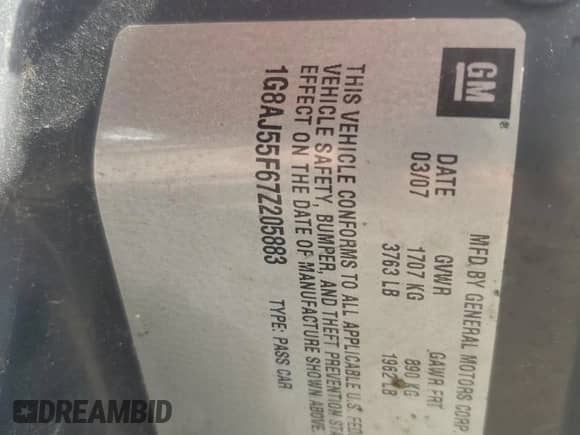 GM
MFD BY GENERAL MOTORS CORP
DATE GVWR GAWR FRT
03/07 1707 KG 890 KG
3763 LB 1962 LB
THIS VEHICLE CONFORMS TO ALL APPLICABLE U.S.
VEHICLE SAFETY, BUMPER, AND THEFT PREVENTION
EFFECT ON THE DATE OF MANUFACTURE SHOWN ABOVE.
1G8AJ55F67Z205883 TYPE: PASS CAR
DREAMBID